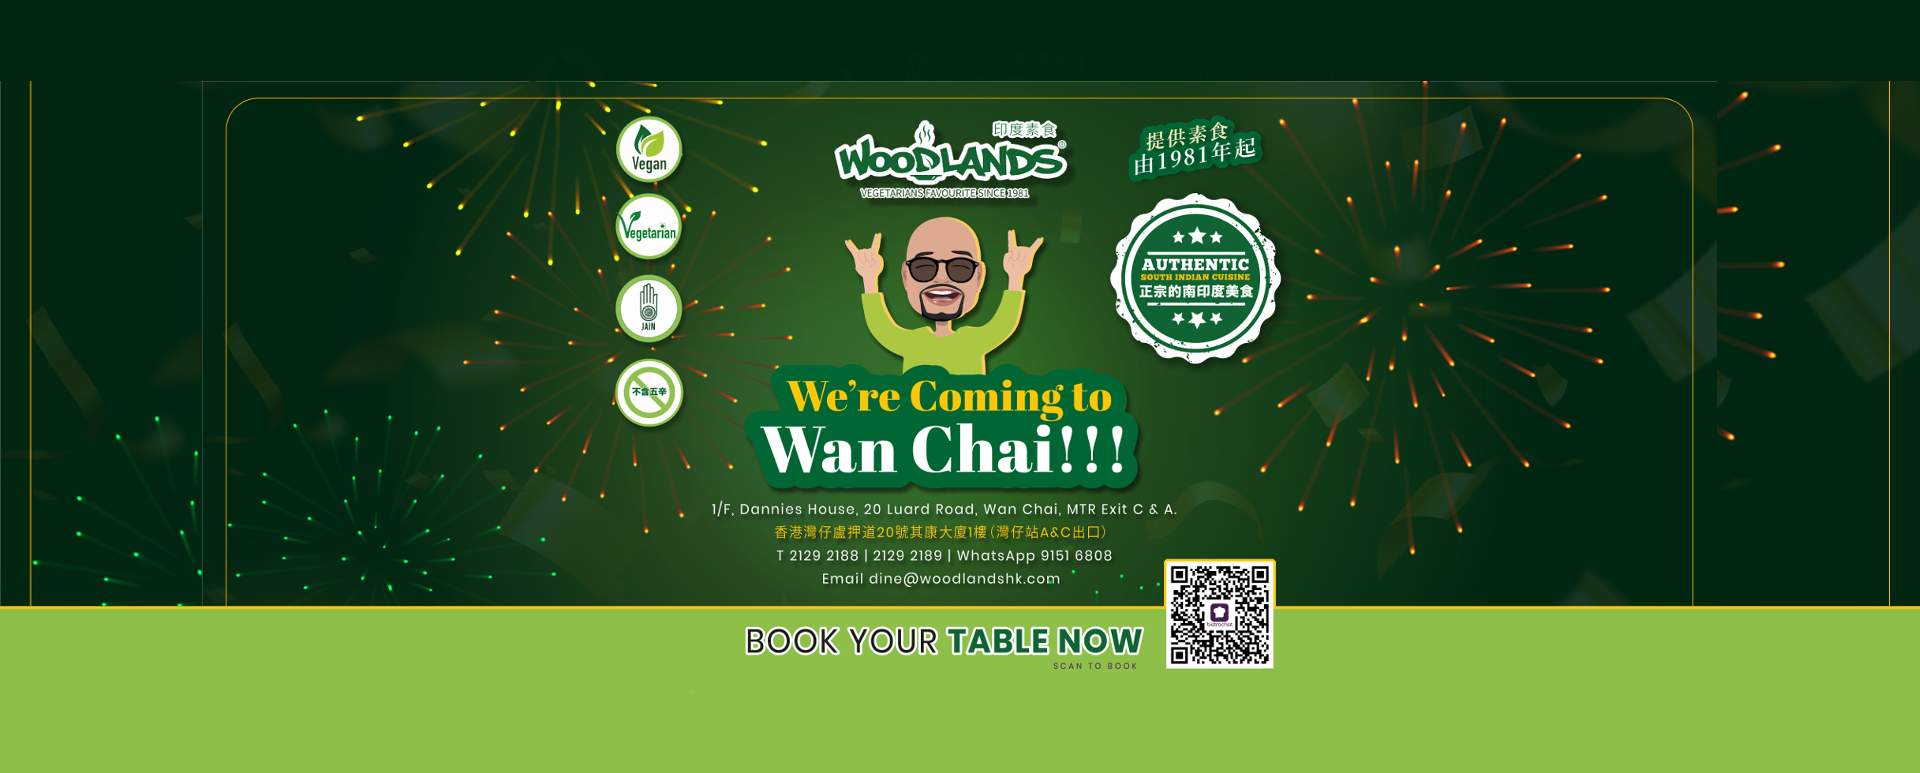 Vegan
Vegetarian
JAIN
不含五辛
印度素食
WOODLANDS®
VEGETARIANS FAVOURITE SINCE 1981
提供素食
由1981年起
AUTHENTIC
SOUTH INDIAN CUISINE
正宗的南印度美食
We're Coming to
Wan Chai!!!
1/F, Dannies House, 20 Luard Road, Wan Chai, MTR Exit C & A.
香港灣仔盧押道20號其康大廈1樓(灣仔站A&C出口)
T 2129 2188 | 2129 2189 | WhatsApp 9151 6808
Email dine@woodlandshk.com
BOOK YOUR TABLE NOW
SCAN TO BOOK
bistrochat